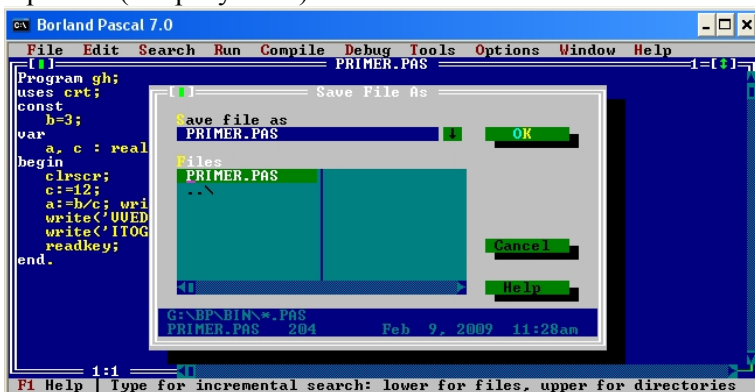 Borland Pascal 7.0
File Edit Search Run Compile Debug Tools Options Window Help
PRIMER.PAS 1=[↕]
Program gh;
uses crt;
const
b=3;
var
a, c : real
begin
clrscr;
c:=12;
a:=b/c; wri
write('VVED
write('ITOG
readkey;
end.
1:1
Save File As
Save file as
PRIMER.PAS
OK
Files
PRIMER.PAS
..\
Cancel
Help
G:\BP\BIN\*.PAS
PRIMER.PAS 204 Feb 9, 2009 11:28am
F1 Help | Type for incremental search: lower for files, upper for directories